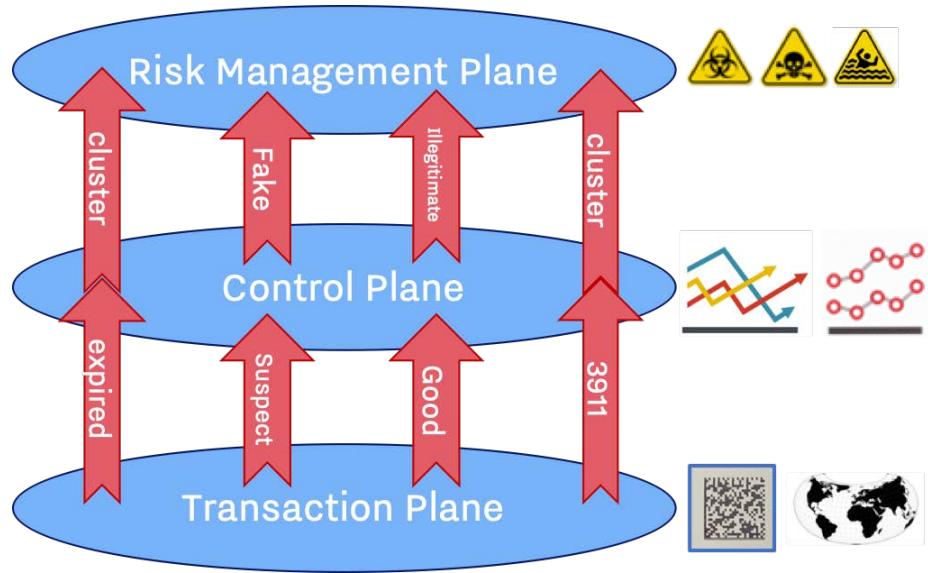 Risk Management Plane
cluster
Fake
Illegitimate
cluster
Control Plane
expired
Suspect
Good
3911
Transaction Plane